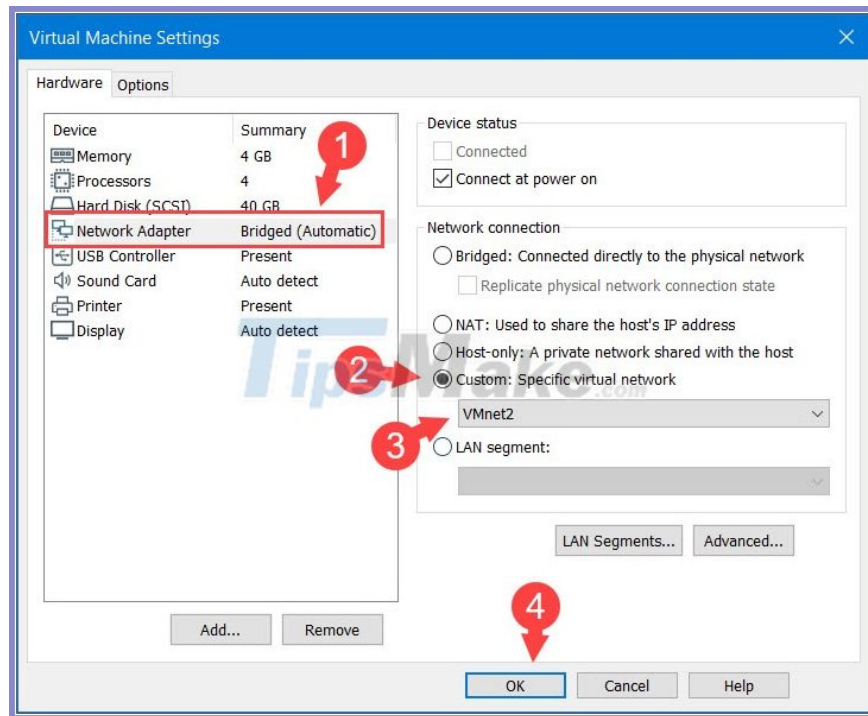 Virtual Machine Settings
Hardware Options
Device Summary
Memory 4 GB
Processors 4
Hard Disk (SCSI) 40 GB
Network Adapter Bridged (Automatic)
USB Controller Present
Sound Card Auto detect
Printer Present
Display Auto detect
1
Add... Remove
Device status
Connected
Connect at power on
Network connection
Bridged: Connected directly to the physical network
Replicate physical network connection state
NAT: Used to share the host's IP address
Host-only: A private network shared with the host
2
Custom: Specific virtual network
VMnet2
3
LAN segment:
LAN Segments... Advanced...
4
OK Cancel Help
TipsMake.com